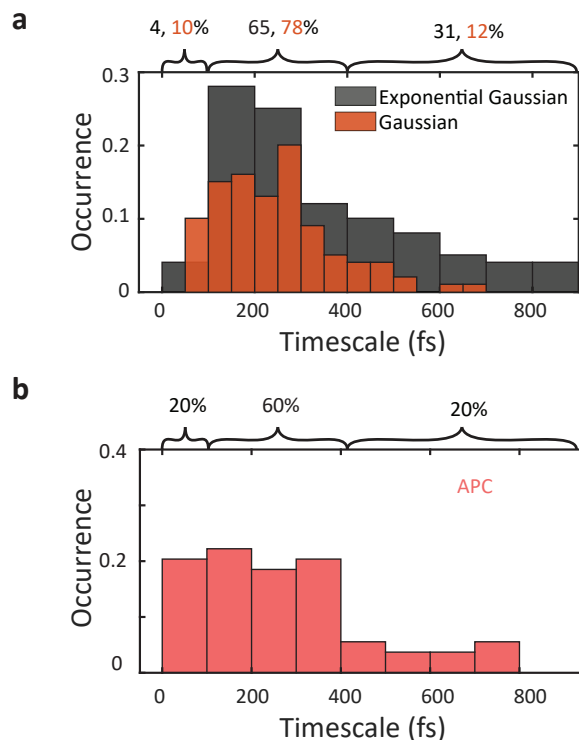 a
4, 10%
65, 78%
31, 12%
0.3
0.2
0.1
0
Occurrence
Exponential Gaussian
Gaussian
0
200
400
600
800
Timescale (fs)
b
20%
60%
20%
0.4
0.2
0
Occurrence
APC
0
200
400
600
800
Timescale (fs)